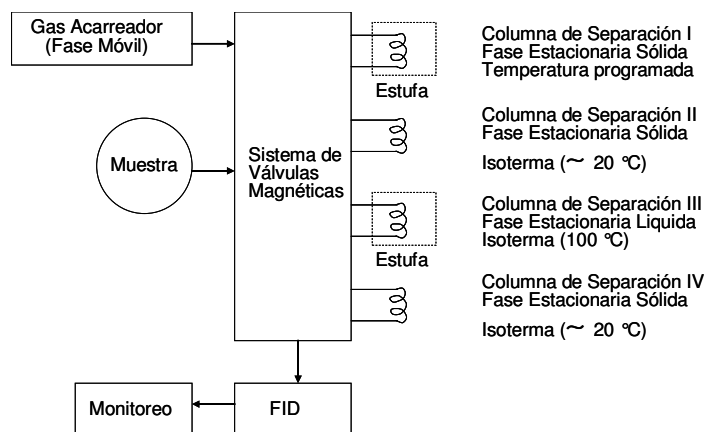 Gas Acarreador
(Fase Móvil)
Muestra
Sistema de
Válvulas
Magnéticas
Estufa
Estufa
Columna de Separación I
Fase Estacionaria Sólida
Temperatura programada
Columna de Separación II
Fase Estacionaria Sólida
Isoterma (~ 20 °C)
Columna de Separación III
Fase Estacionaria Liquida
Isoterma (100 °C)
Columna de Separación IV
Fase Estacionaria Sólida
Isoterma (~ 20 °C)
Monitoreo
FID